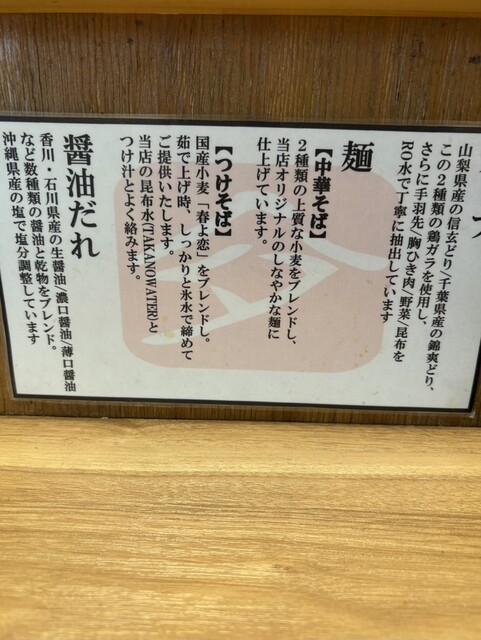 山梨県産の信玄どり/千葉県産の錦爽どり、
この2種類の鶏ガラを使用し、
さらに手羽先/胸ひき肉/野菜/昆布を
RO水で丁寧に抽出しています
麺
【中華そば】
2種類の上質な小麦をブレンドし、
当店オリジナルのしなやかな麺に
仕上げています。
【つけそば】
国産小麦「春よ恋」をブレンドし。
茹で上げ時、しっかりと氷水で締めて
ご提供いたします。
当店の昆布水(TAKANOWATER)と
つけ汁とよく絡みます。
醤油だれ
香川・石川県産の生醤油/濃口醤油/薄口醤油
など数種類の醤油と乾物をブレンド。
沖縄県産の塩で塩分調整しています